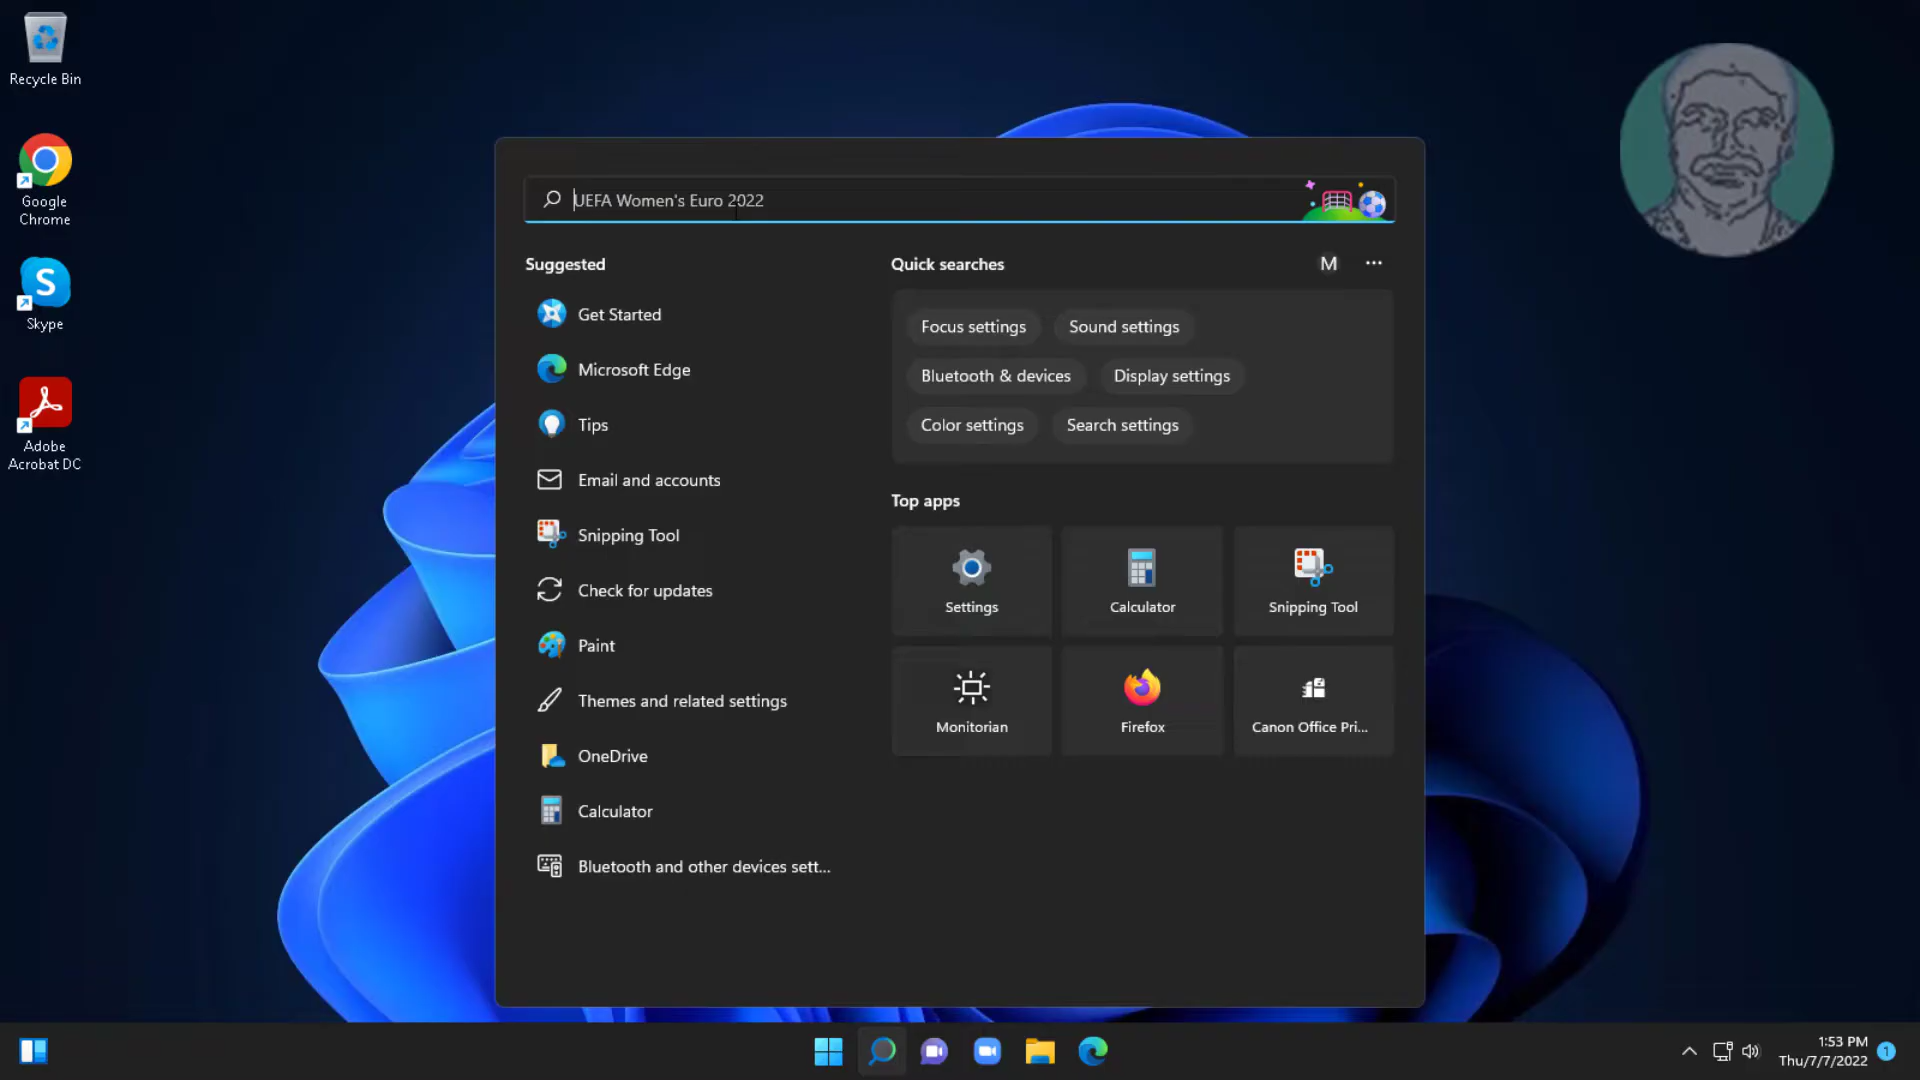 Recycle Bin
Google
Chrome
Skype
Adobe
Acrobat DC
UEFA Women's Euro 2022
Suggested
Get Started
Microsoft Edge
Tips
Email and accounts
Snipping Tool
Check for updates
Paint
Themes and related settings
OneDrive
Calculator
Bluetooth and other devices sett...
Quick searches
M
Focus settings
Sound settings
Bluetooth & devices
Display settings
Color settings
Search settings
Top apps
Settings
Calculator
Snipping Tool
Monitorian
Firefox
Canon Office Pri...
1:53 PM
Thu/7/7/2022
1